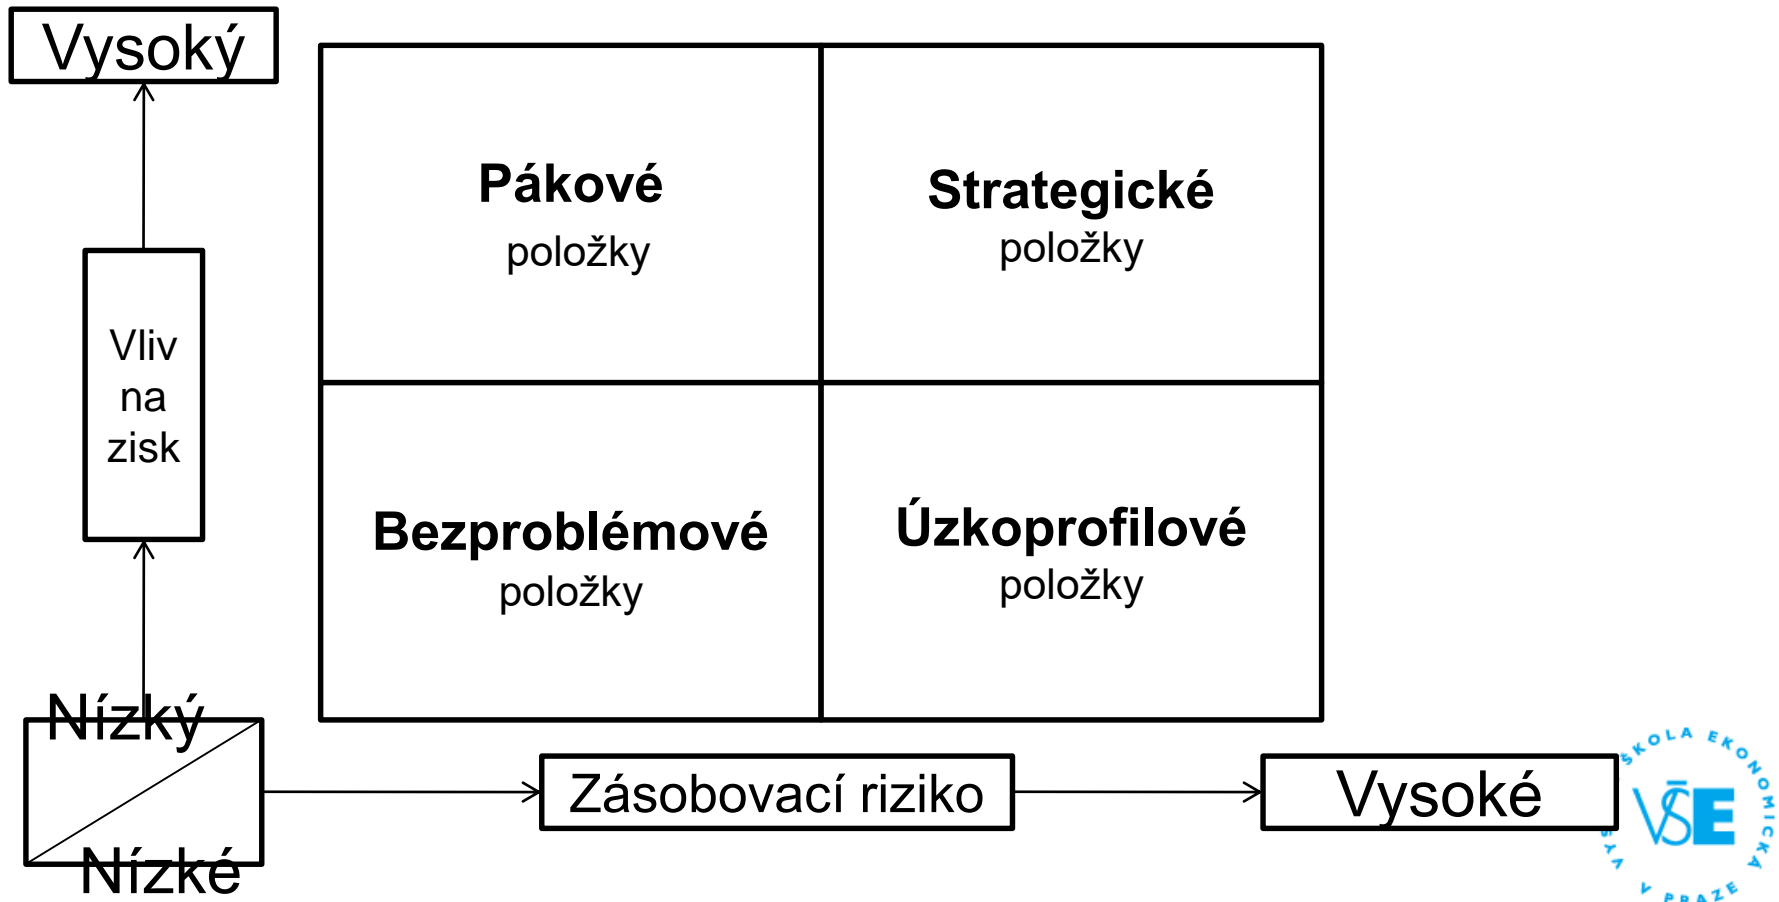 Vysoký
Pákové
položky
Strategické
položky
Vliv
na
zisk
Bezproblémové
položky
Úzkoprofilové
položky
Nízký
Nízké
Zásobovací riziko
Vysoké
VYSOKÁ ŠKOLA EKONOMICKÁ
V PRAZE
VŠE